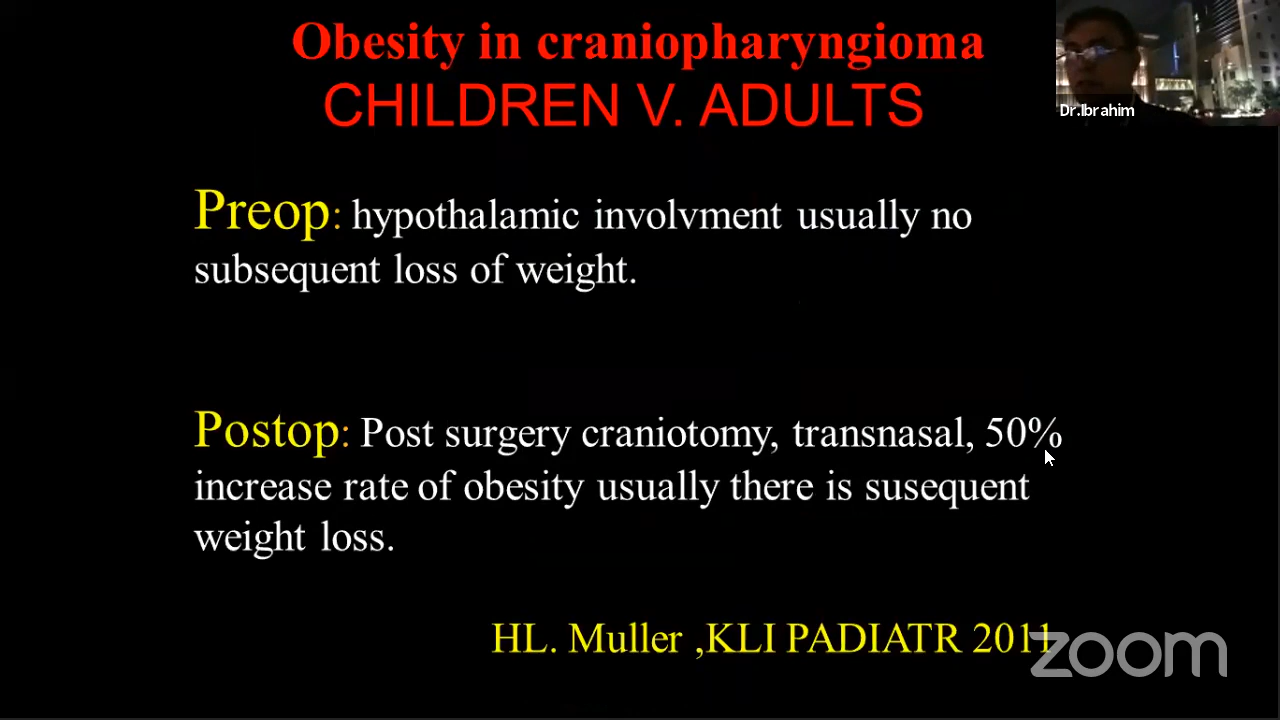 Obesity in craniopharyngioma
CHILDREN V. ADULTS
Dr.Ibrahim
Preop: hypothalamic involvment usually no
subsequent loss of weight.
Postop: Post surgery craniotomy, transnasal, 50%
increase rate of obesity usually there is susequent
weight loss.
HL. Muller ,KLI PADIATR 2011
zoom